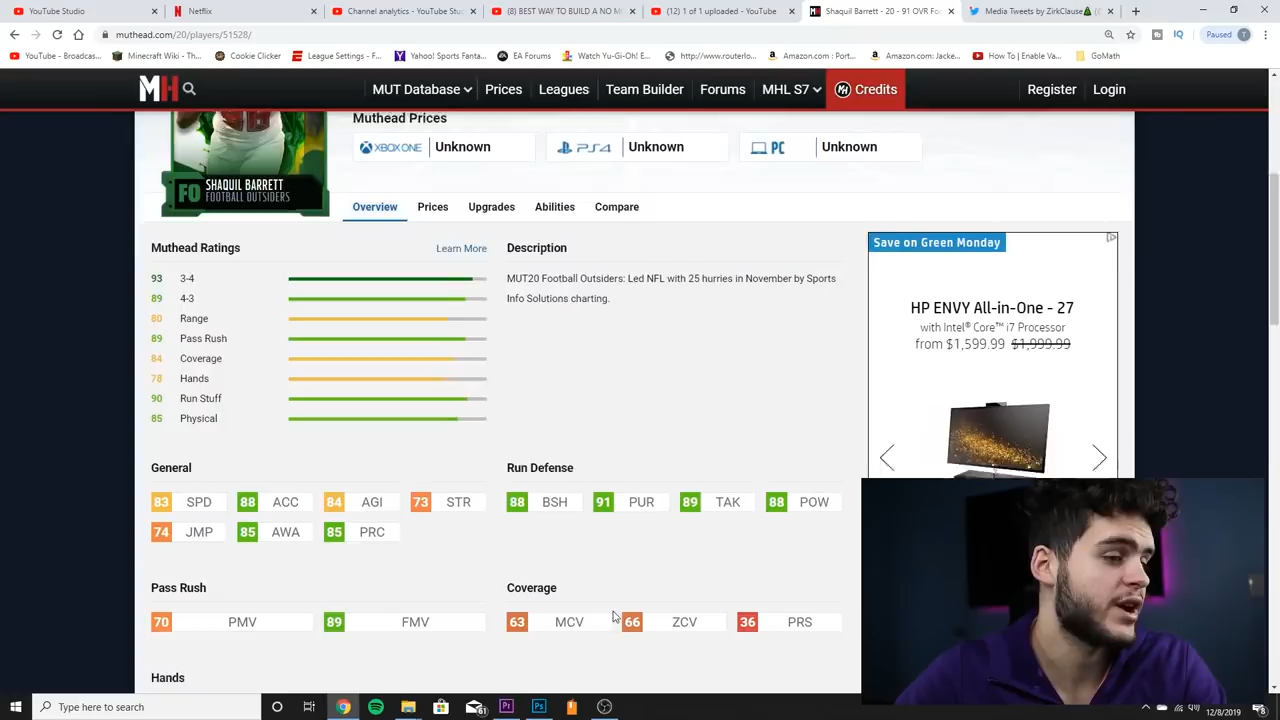 YouTube Studio
Netflix
Channel analytics - YouTube Stud
(8) BEST WAY TO BUILD A NO M
(12) 1 of 1 uploaded - YouTube
Shaquil Barrett - 20 - 91 OVR Fo
Media Tweets by ZirkClause
Paused
T
muthead.com/20/players/51528/
YouTube - Broadcas...
Minecraft Wiki - Th...
Cookie Clicker
League Settings - F...
Yahoo! Sports Fanta...
EA Forums
Watch Yu-Gi-Oh! E...
http://www.routerlo...
Amazon.com : Port...
Amazon.com: Jacke...
How To | Enable Va...
GoMath
MH
MUT Database
Prices
Leagues
Team Builder
Forums
MHL S7
Credits
Register
Login
Muthead Prices
XBOX ONE
Unknown
PS4
Unknown
PC
Unknown
FO
SHAQUIL BARRETT
FOOTBALL OUTSIDERS
Overview
Prices
Upgrades
Abilities
Compare
Muthead Ratings
Learn More
93 3-4
89 4-3
80 Range
89 Pass Rush
84 Coverage
78 Hands
90 Run Stuff
85 Physical
Description
MUT20 Football Outsiders: Led NFL with 25 hurries in November by Sports
Info Solutions charting.
Save on Green Monday
HP ENVY All-in-One - 27
with Intel® Core™ i7 Processor
from $1,599.99 $1,999.99
General
83 SPD 88 ACC 84 AGI 73 STR
74 JMP 85 AWA 85 PRC
Run Defense
88 BSH 91 PUR 89 TAK 88 POW
Pass Rush
70 PMV 89 FMV
Coverage
63 MCV 66 ZCV 36 PRS
Hands
Type here to search
61
12/8/2019